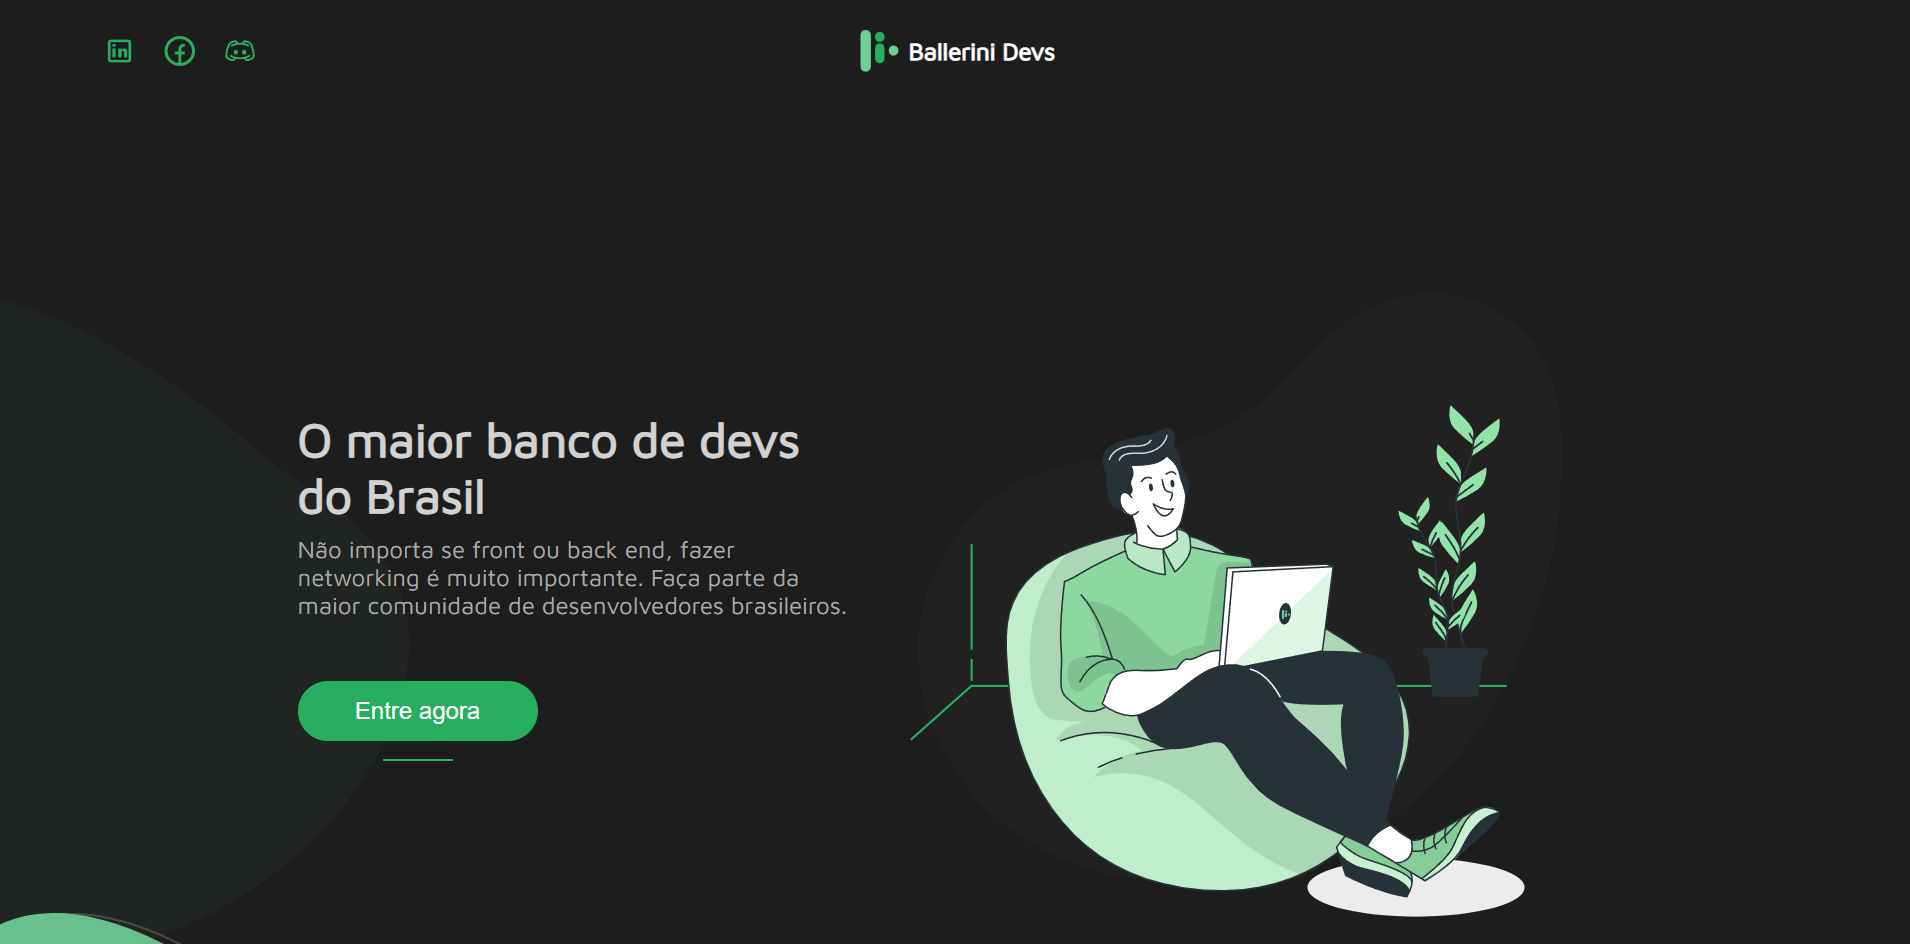 Ballerini Devs
O maior banco de devs
do Brasil
Não importa se front ou back end, fazer
networking é muito importante. Faça parte da
maior comunidade de desenvolvedores brasileiros.
Entre agora